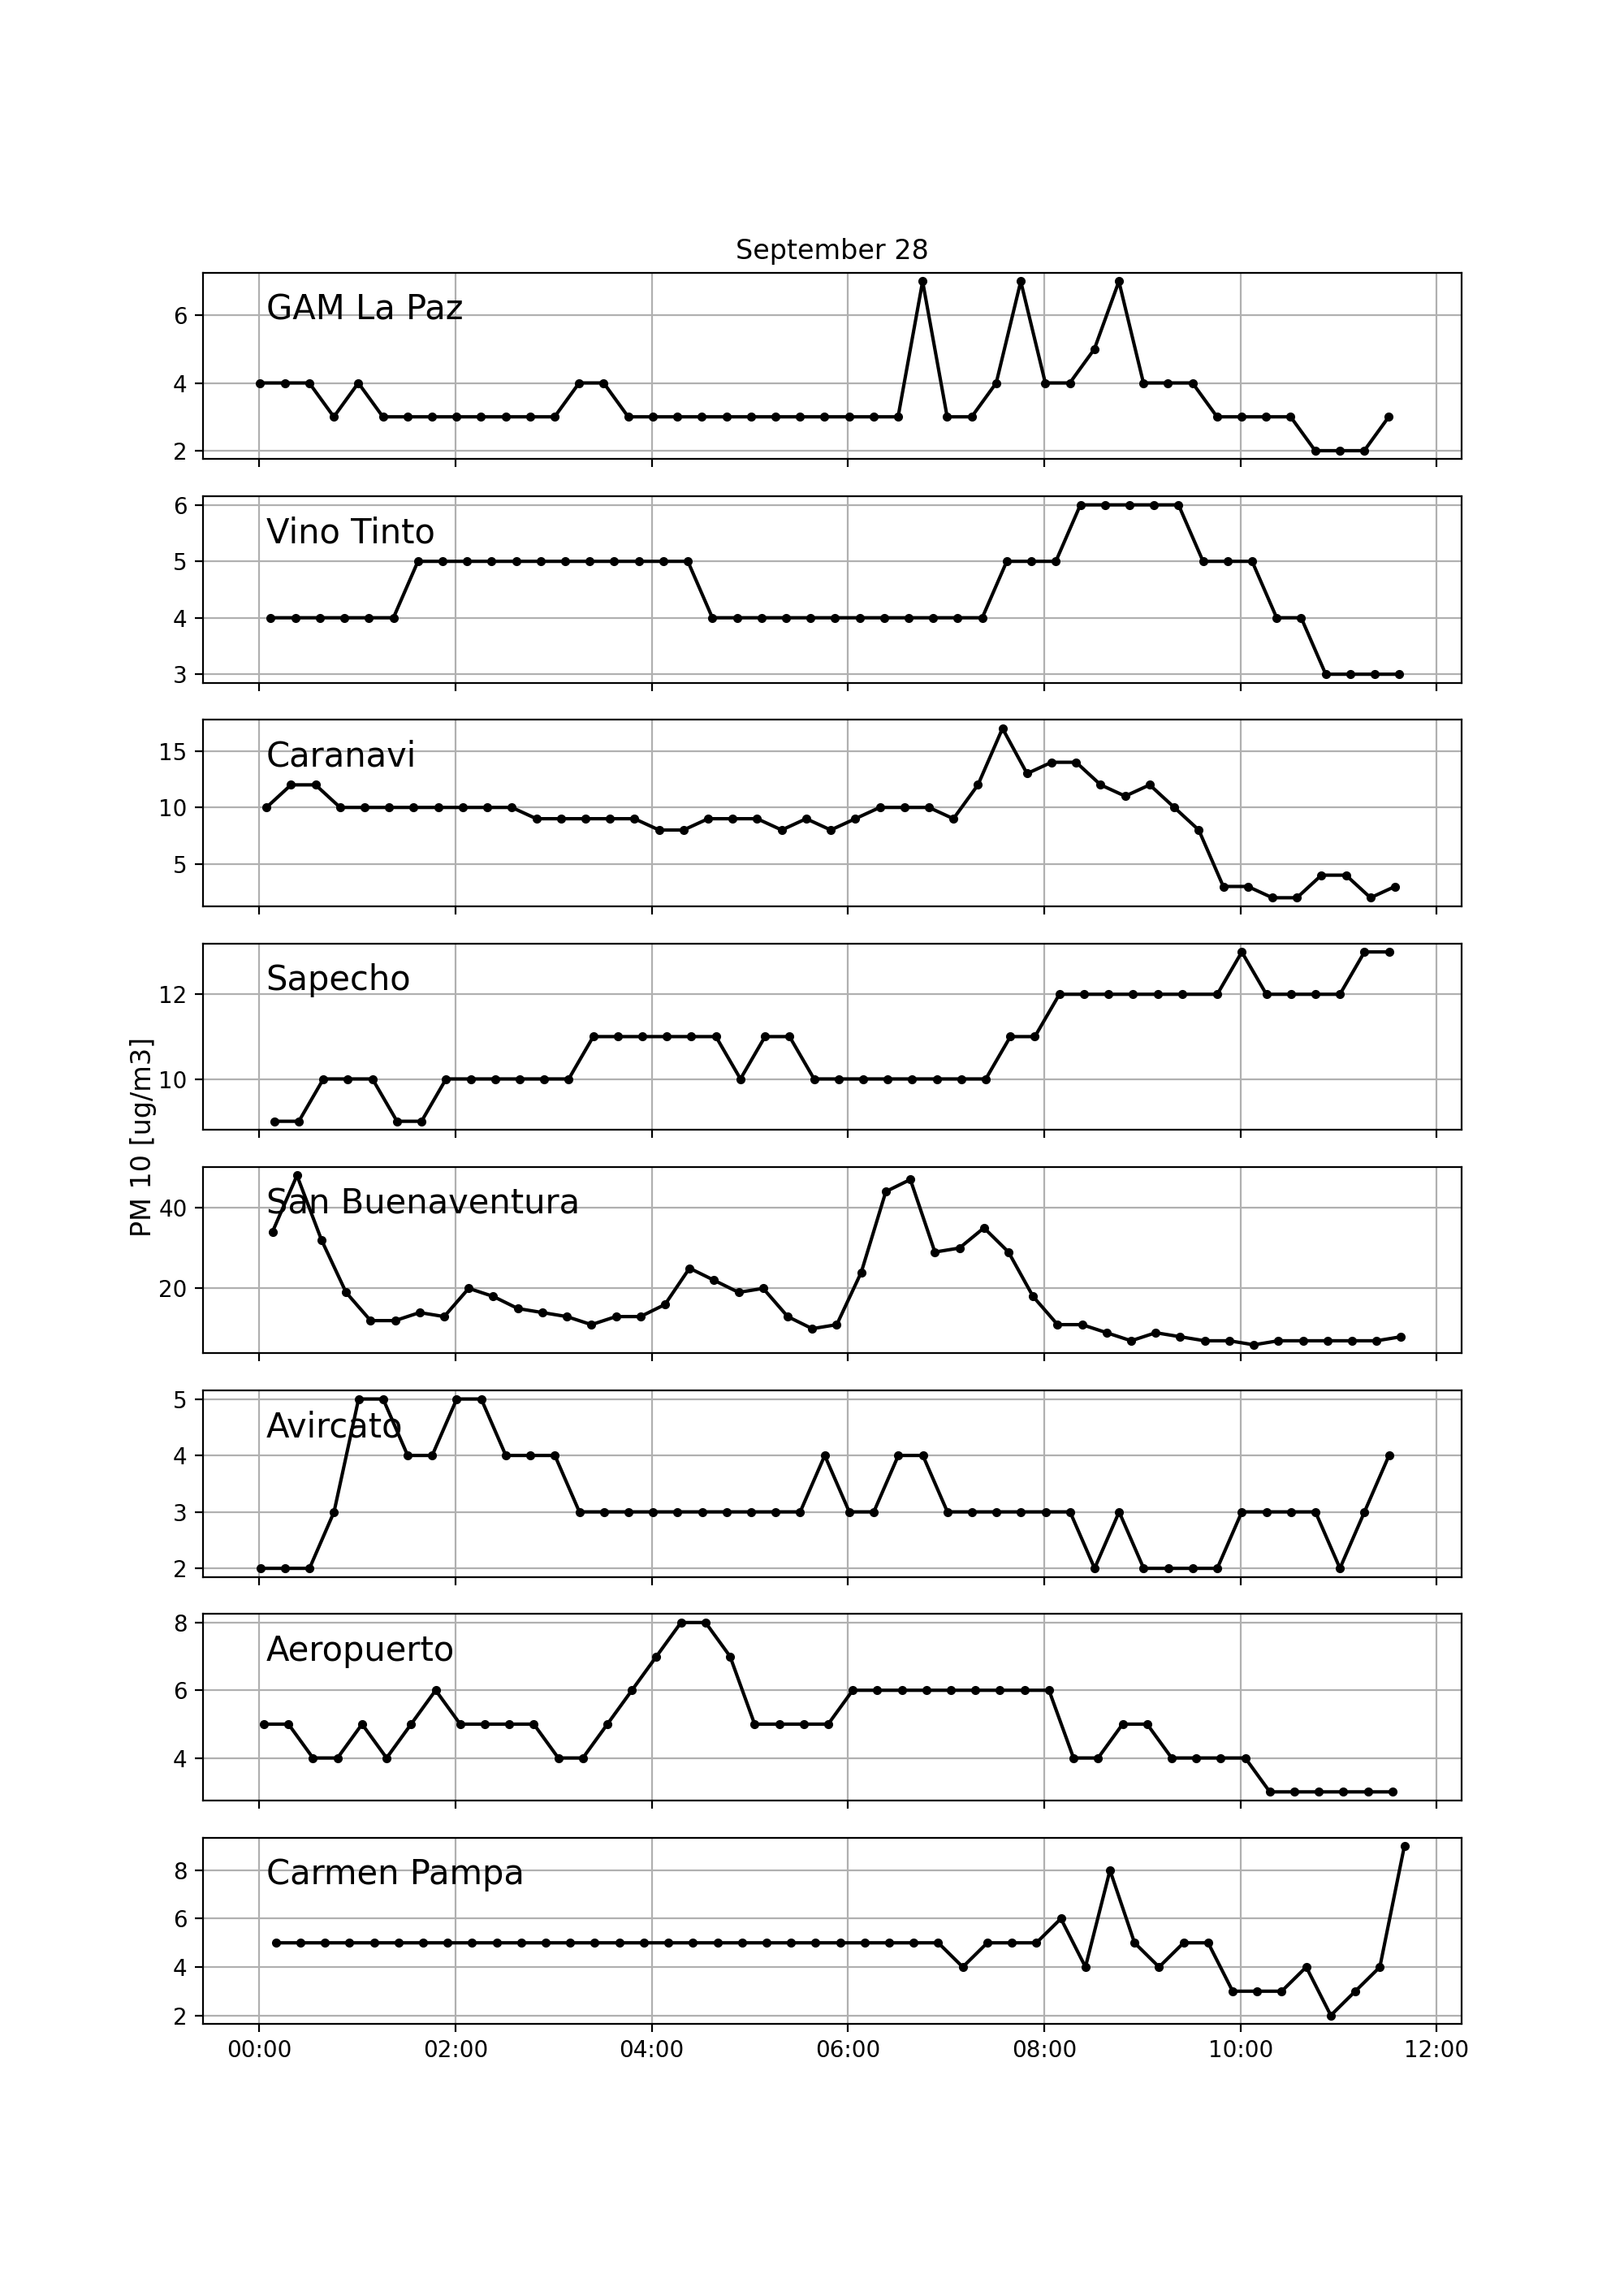 September 28
GAM La Paz
6
4
2
Vino Tinto
6
5
4
3
Caranavi
15
10
5
Sapecho
12
10
PM 10 [ug/m3]
San Buenaventura
40
20
Avircato
5
4
3
2
Aeropuerto
8
6
4
Carmen Pampa
8
6
4
2
00:00 02:00 04:00 06:00 08:00 10:00 12:00